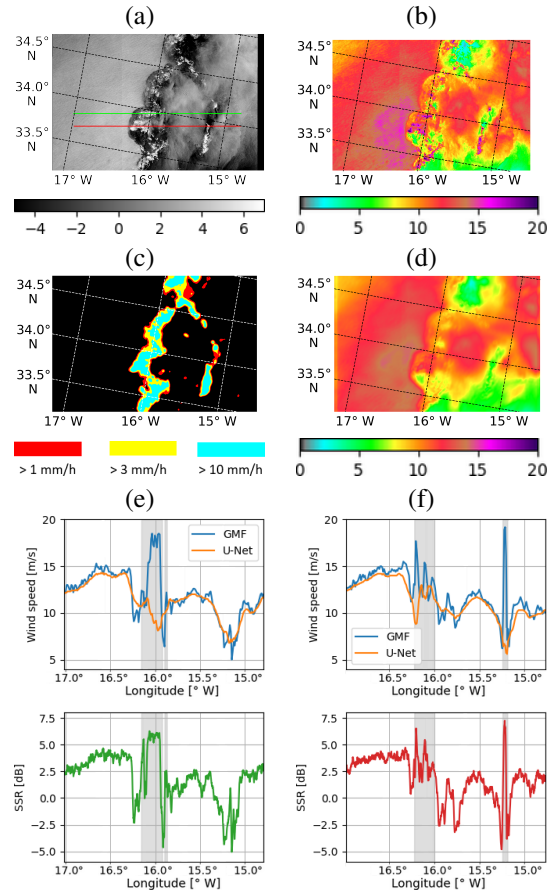 (a)
(b)
34.5°
N
34.0°
N
33.5°
N
17° W
16° W
15° W
−4
−2
0
2
4
6
34.5°
N
34.0°
N
33.5°
N
17° W
16° W
15° W
0
5
10
15
20
(c)
(d)
34.5°
N
34.0°
N
33.5°
N
17° W
16° W
15° W
> 1 mm/h
> 3 mm/h
> 10 mm/h
34.5°
N
34.0°
N
33.5°
N
17° W
16° W
15° W
0
5
10
15
20
(e)
(f)
20
15
10
5
Wind speed [m/s]
GMF
U-Net
17.0
16.5
16.0
15.5
15.0
Longitude [° W]
20
15
10
5
Wind speed [m/s]
GMF
U-Net
16.5
16.0
15.5
15.0
Longitude [° W]
7.5
5.0
2.5
0.0
−2.5
−5.0
SSR [dB]
17.0
16.5
16.0
15.5
15.0
Longitude [° W]
7.5
5.0
2.5
0.0
−2.5
−5.0
SSR [dB]
16.5
16.0
15.5
15.0
Longitude [° W]